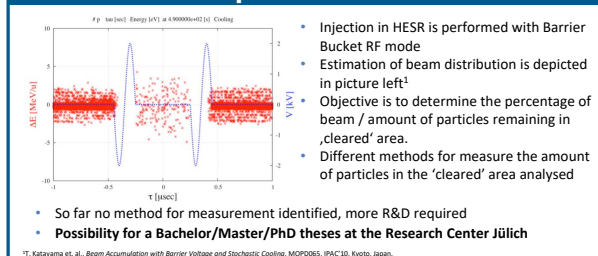 # p    tau [sec]   Energy [eV] at 4.900000e+02 [s]   Cooling
10
5
0
-5
-10
ΔE [MeV/u]
2
1
0
-1
-2
V [kV]
-1
-0.5
0
0.5
1
τ [μsec]
• Injection in HESR is performed with Barrier
Bucket RF mode
• Estimation of beam distribution is depicted
in picture left¹
• Objective is to determine the percentage of
beam / amount of particles remaining in
‚cleared‘ area.
• Different methods for measure the amount
of particles in the ‘cleared’ area analysed
• So far no method for measurement identified, more R&D required
• Possibility for a Bachelor/Master/PhD theses at the Research Center Jülich
¹T. Katayama et. al., Beam Accumulation with Barrier Voltage and Stochastic Cooling, MOPD065, IPAC'10, Kyoto, Japan.